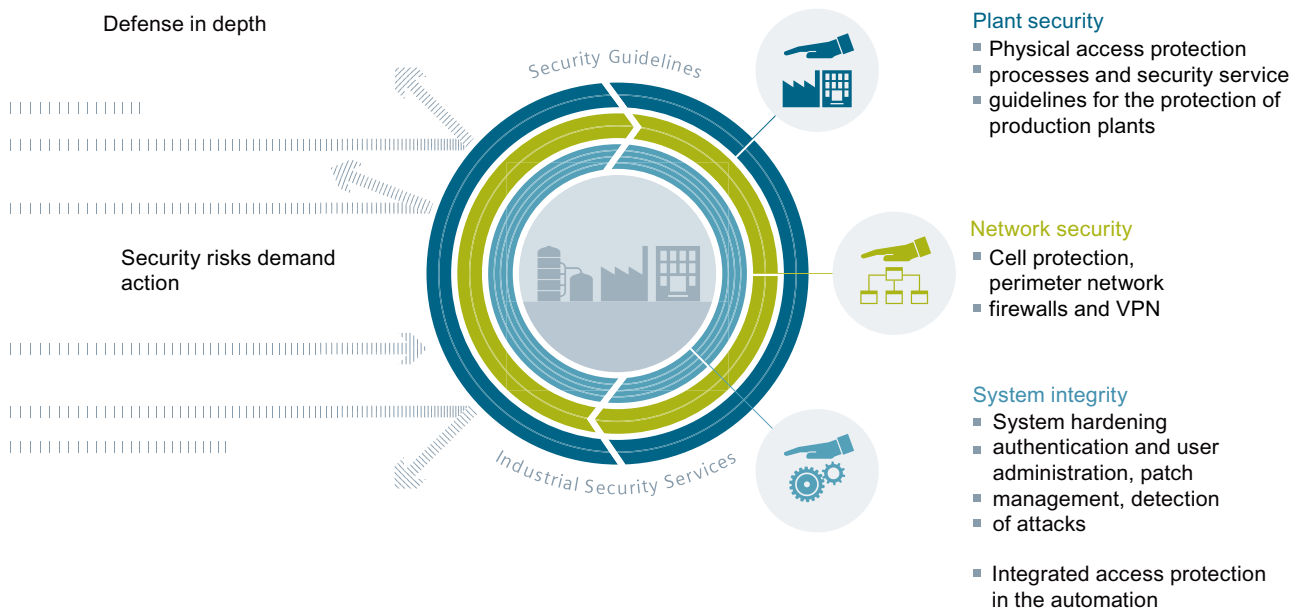 Defense in depth
Security risks demand
action
Security Guidelines
Industrial Security Services
Plant security
Physical access protection
processes and security service
guidelines for the protection of
production plants
Network security
Cell protection,
perimeter network
firewalls and VPN
System integrity
System hardening
authentication and user
administration, patch
management, detection
of attacks
Integrated access protection
in the automation